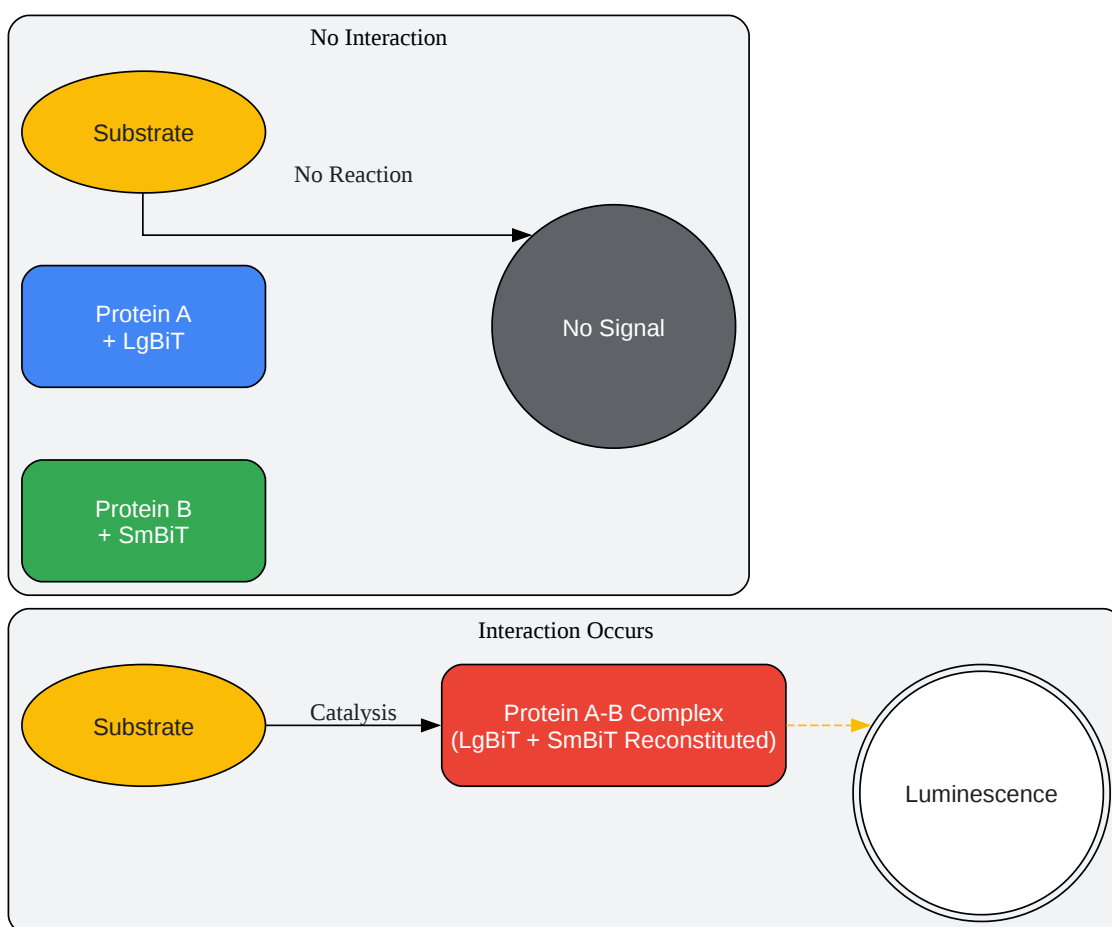 No Interaction
Substrate
No Reaction
Protein A
+ LgBiT
No Signal
Protein B
+ SmBiT
Interaction Occurs
Substrate
Catalysis
Protein A-B Complex
(LgBiT + SmBiT Reconstituted)
Luminescence